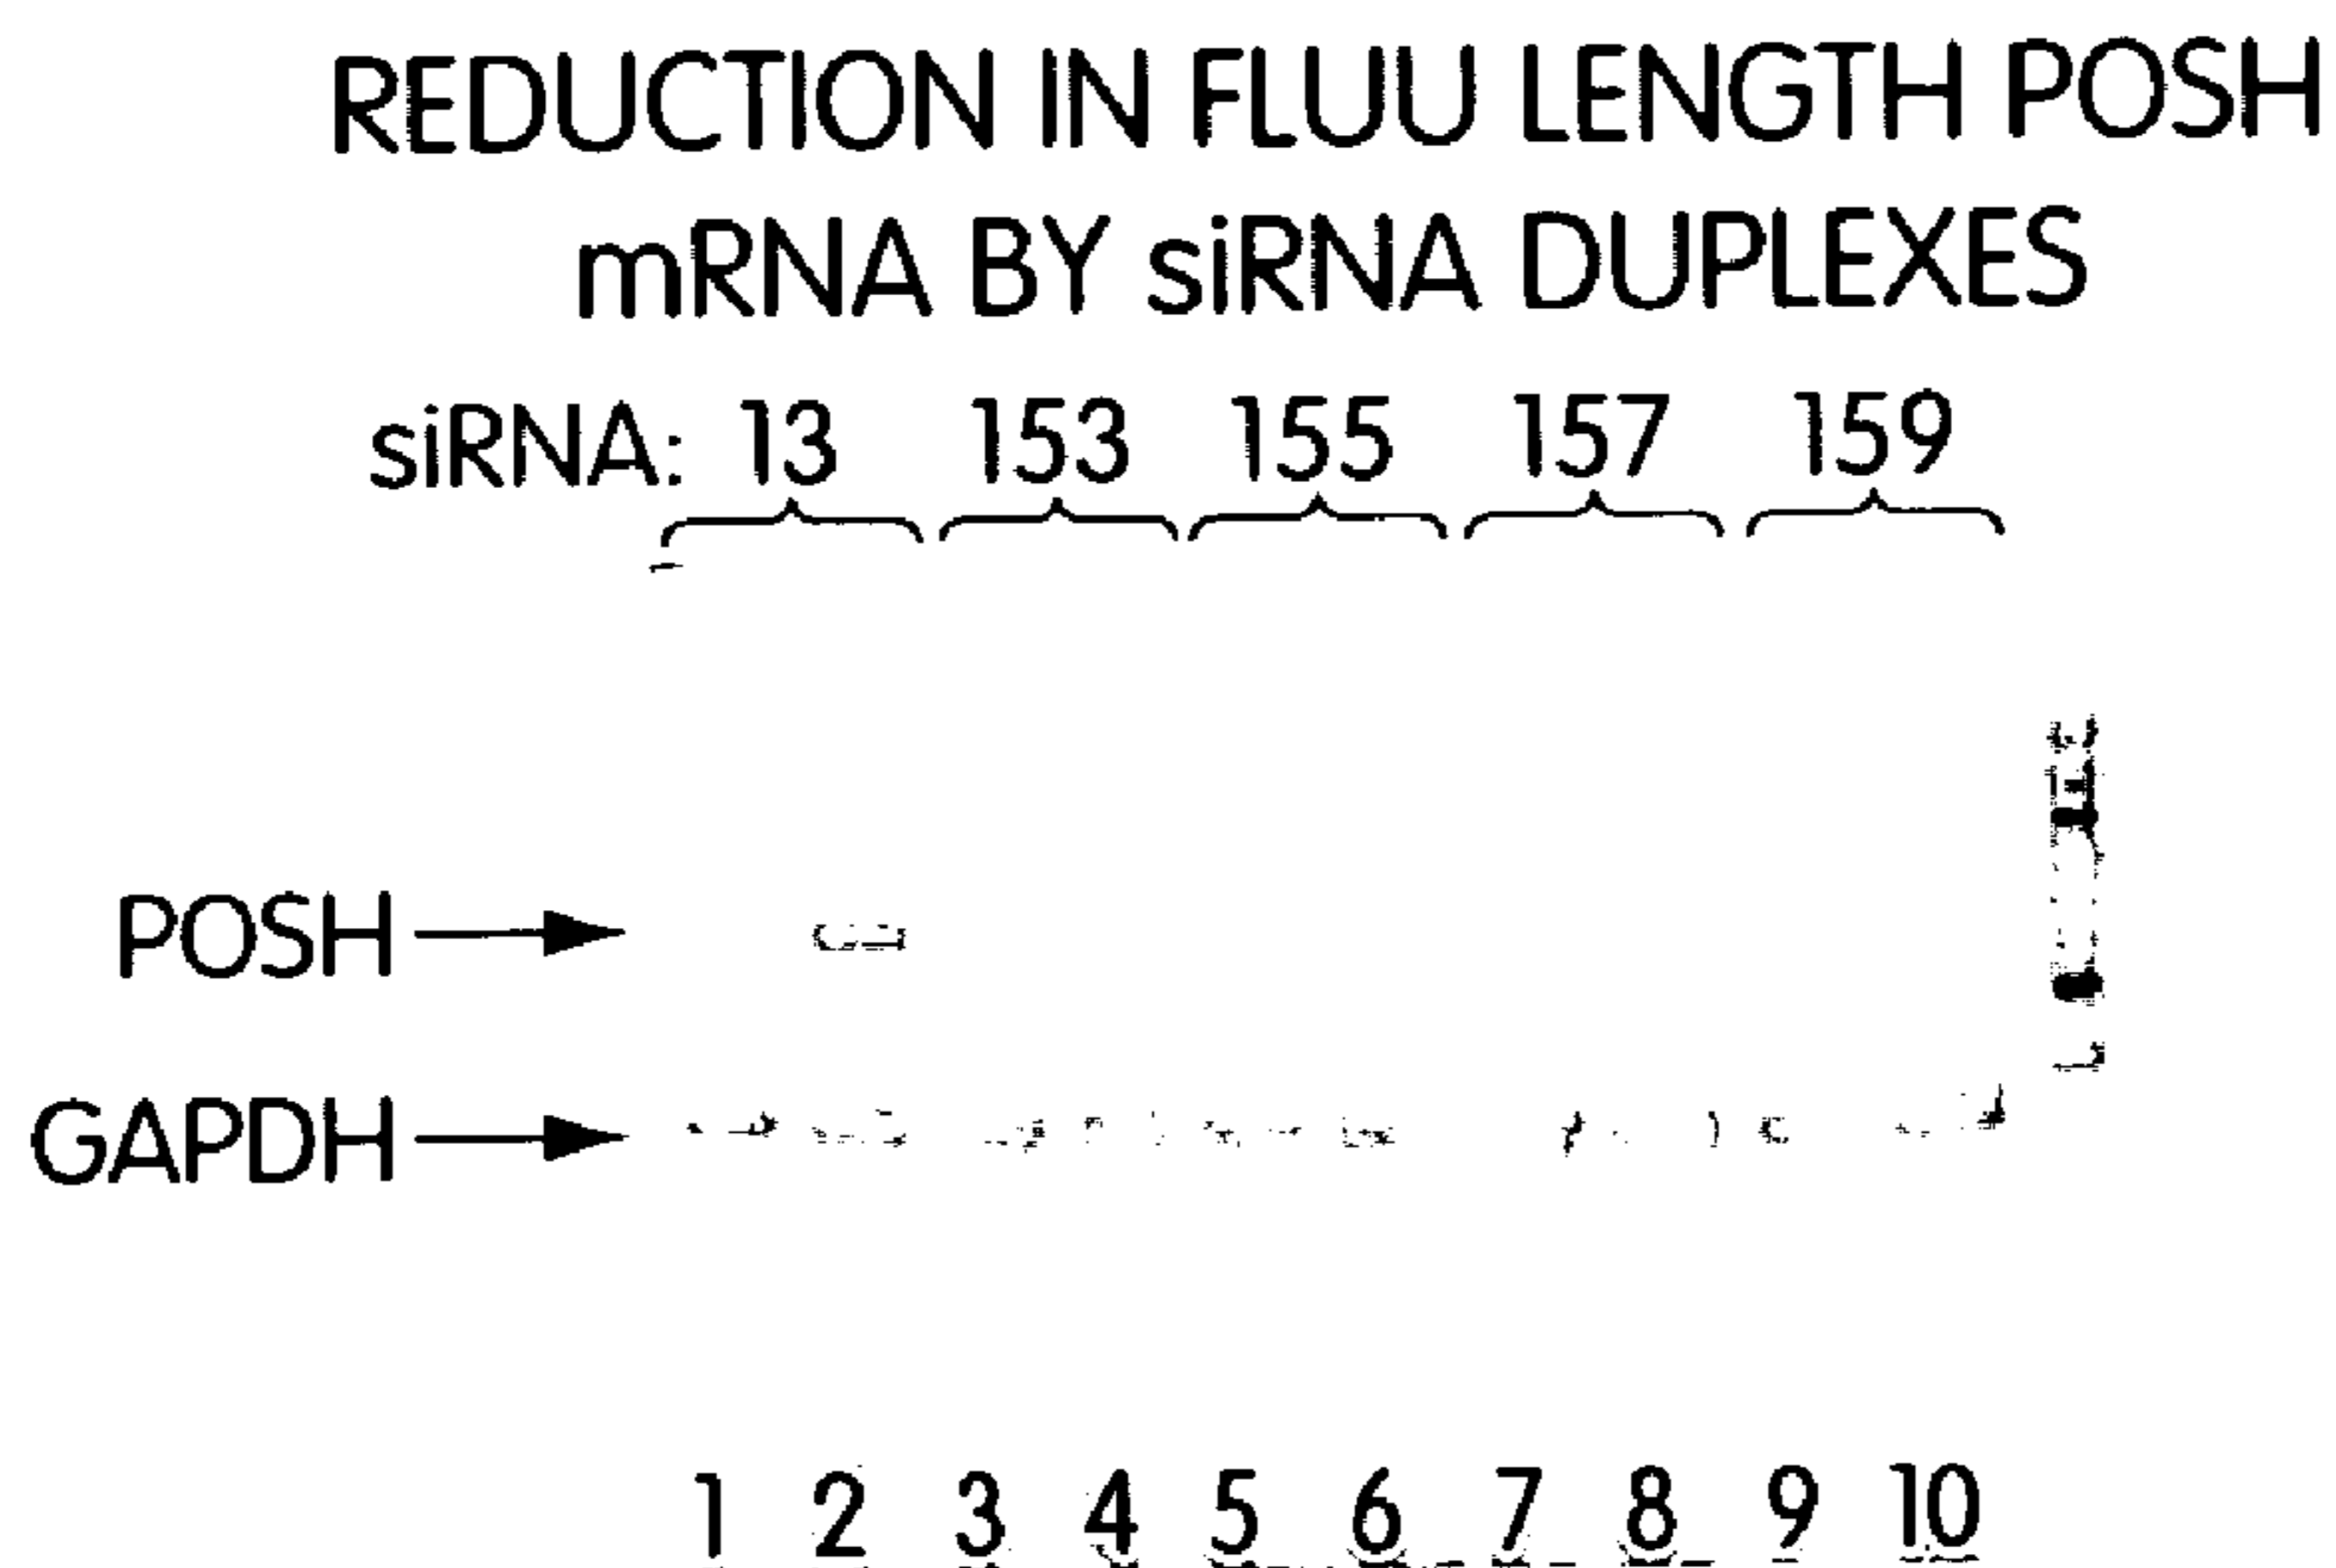 REDUCTION IN FLUU LENGTH POSH
mRNA BY siRNA DUPLEXES
siRNA: 13 153 155 157 159
POSH
GAPDH
1 2 3 4 5 6 7 8 9 10